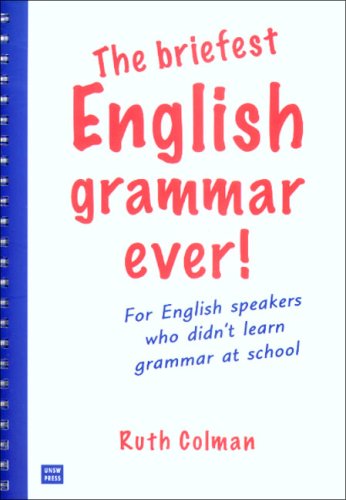 The briefest
English
grammar
ever!
For English speakers
who didn't learn
grammar at school
Ruth Colman
UNSW
PRESS